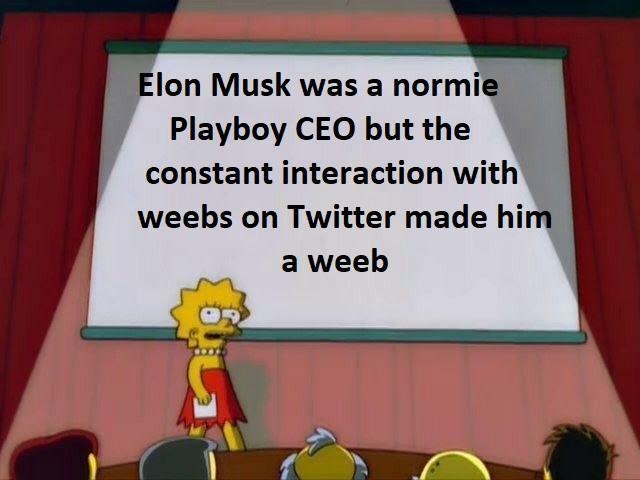 Elon Musk was a normie
Playboy CEO but the
constant interaction with
weebs on Twitter made him
a weeb